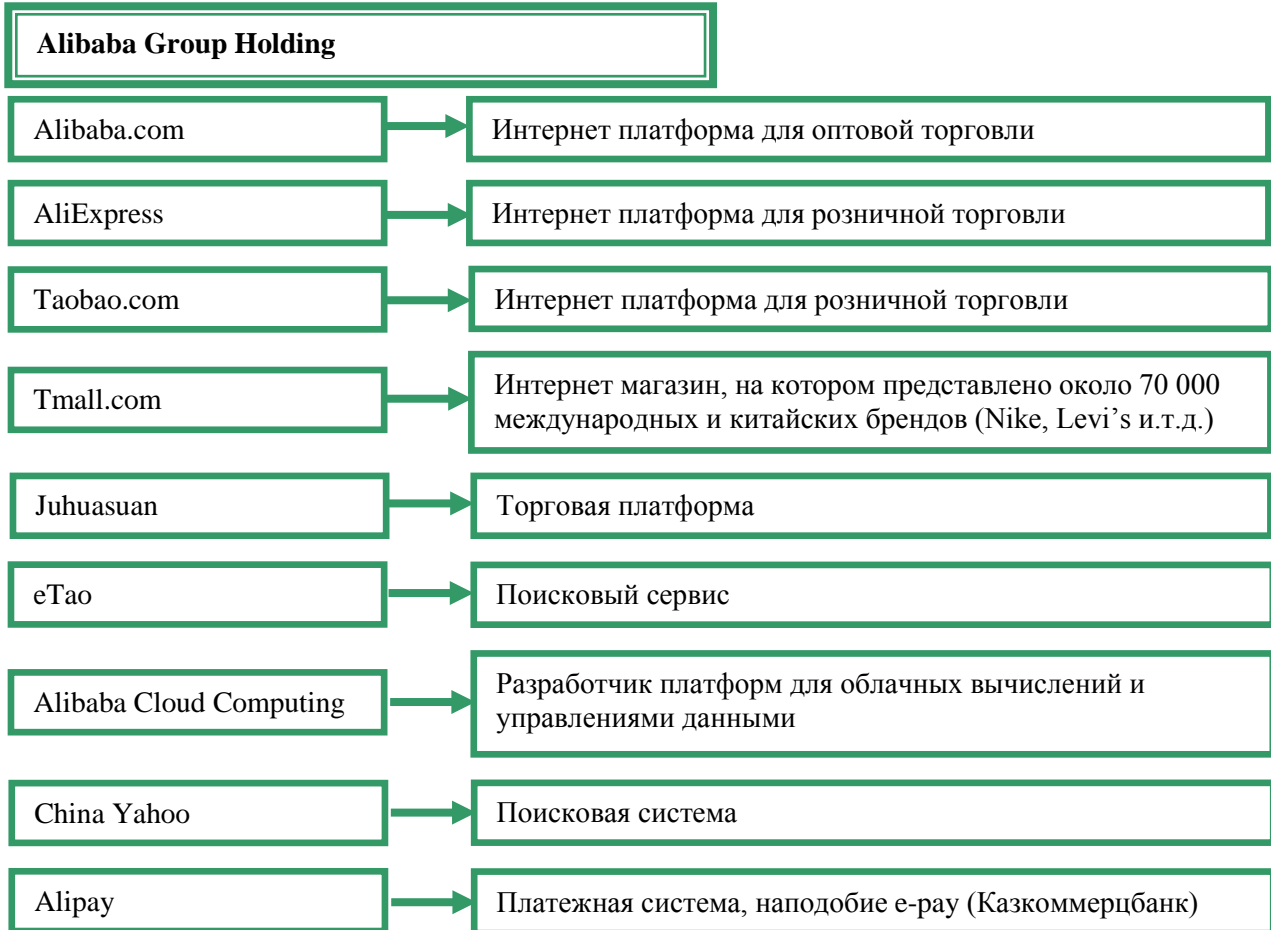 Alibaba Group Holding
Alibaba.com
Интернет платформа для оптовой торговли
AliExpress
Интернет платформа для розничной торговли
Taobao.com
Интернет платформа для розничной торговли
Tmall.com
Интернет магазин, на котором представлено около 70 000
международных и китайских брендов (Nike, Levi’s и.т.д.)
Juhuasuan
Торговая платформа
eTao
Поисковый сервис
Alibaba Cloud Computing
Разработчик платформ для облачных вычислений и
управлениями данными
China Yahoo
Поисковая система
Alipay
Платежная система, наподобие e-pay (Казкоммерцбанк)